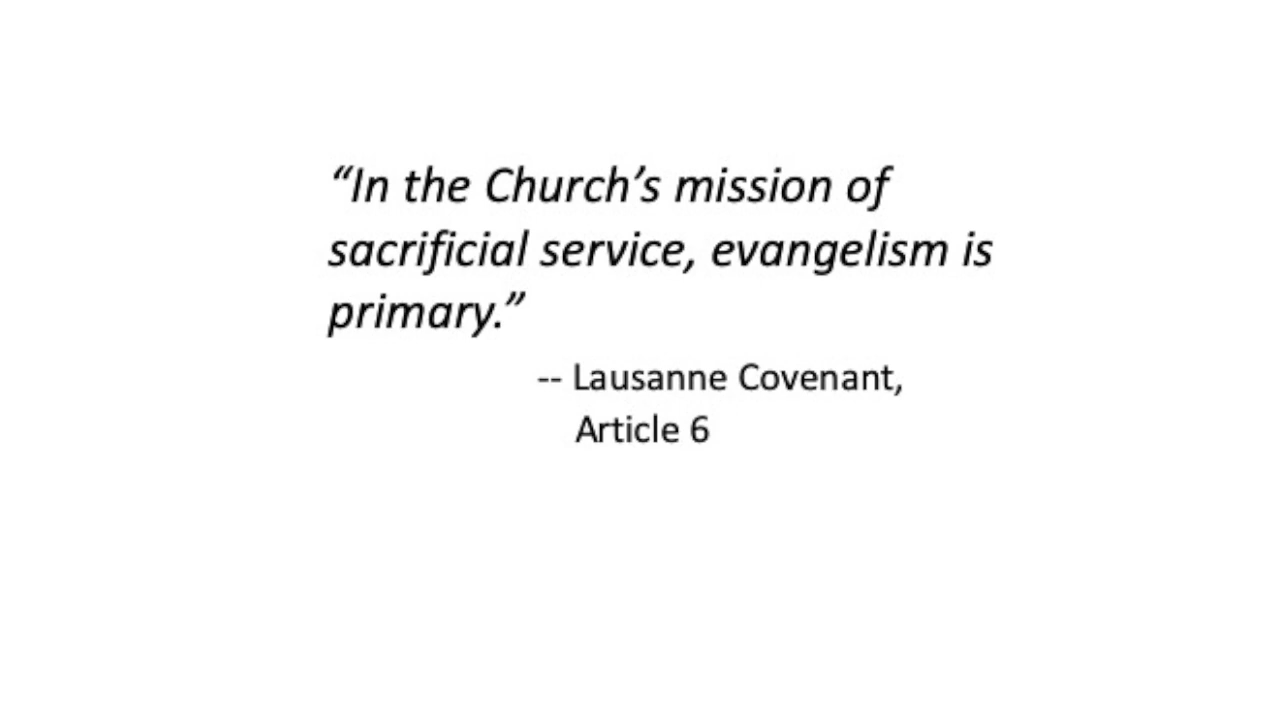 “In the Church’s mission of
sacrificial service, evangelism is
primary.”
-- Lausanne Covenant,
Article 6